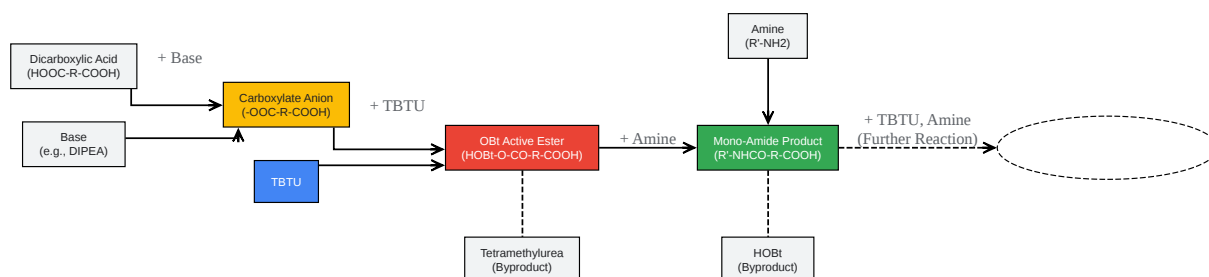 Dicarboxylic Acid
(HOOC-R-COOH)
+ Base
Base
(e.g., DIPEA)
Carboxylate Anion
(-OOC-R-COOH)
+ TBTU
TBTU
OBt Active Ester
(HOBt-O-CO-R-COOH)
+ Amine
Tetramethylurea
(Byproduct)
Amine
(R'-NH2)
Mono-Amide Product
(R'-NHCO-R-COOH)
HOBt
(Byproduct)
+ TBTU, Amine
(Further Reaction)